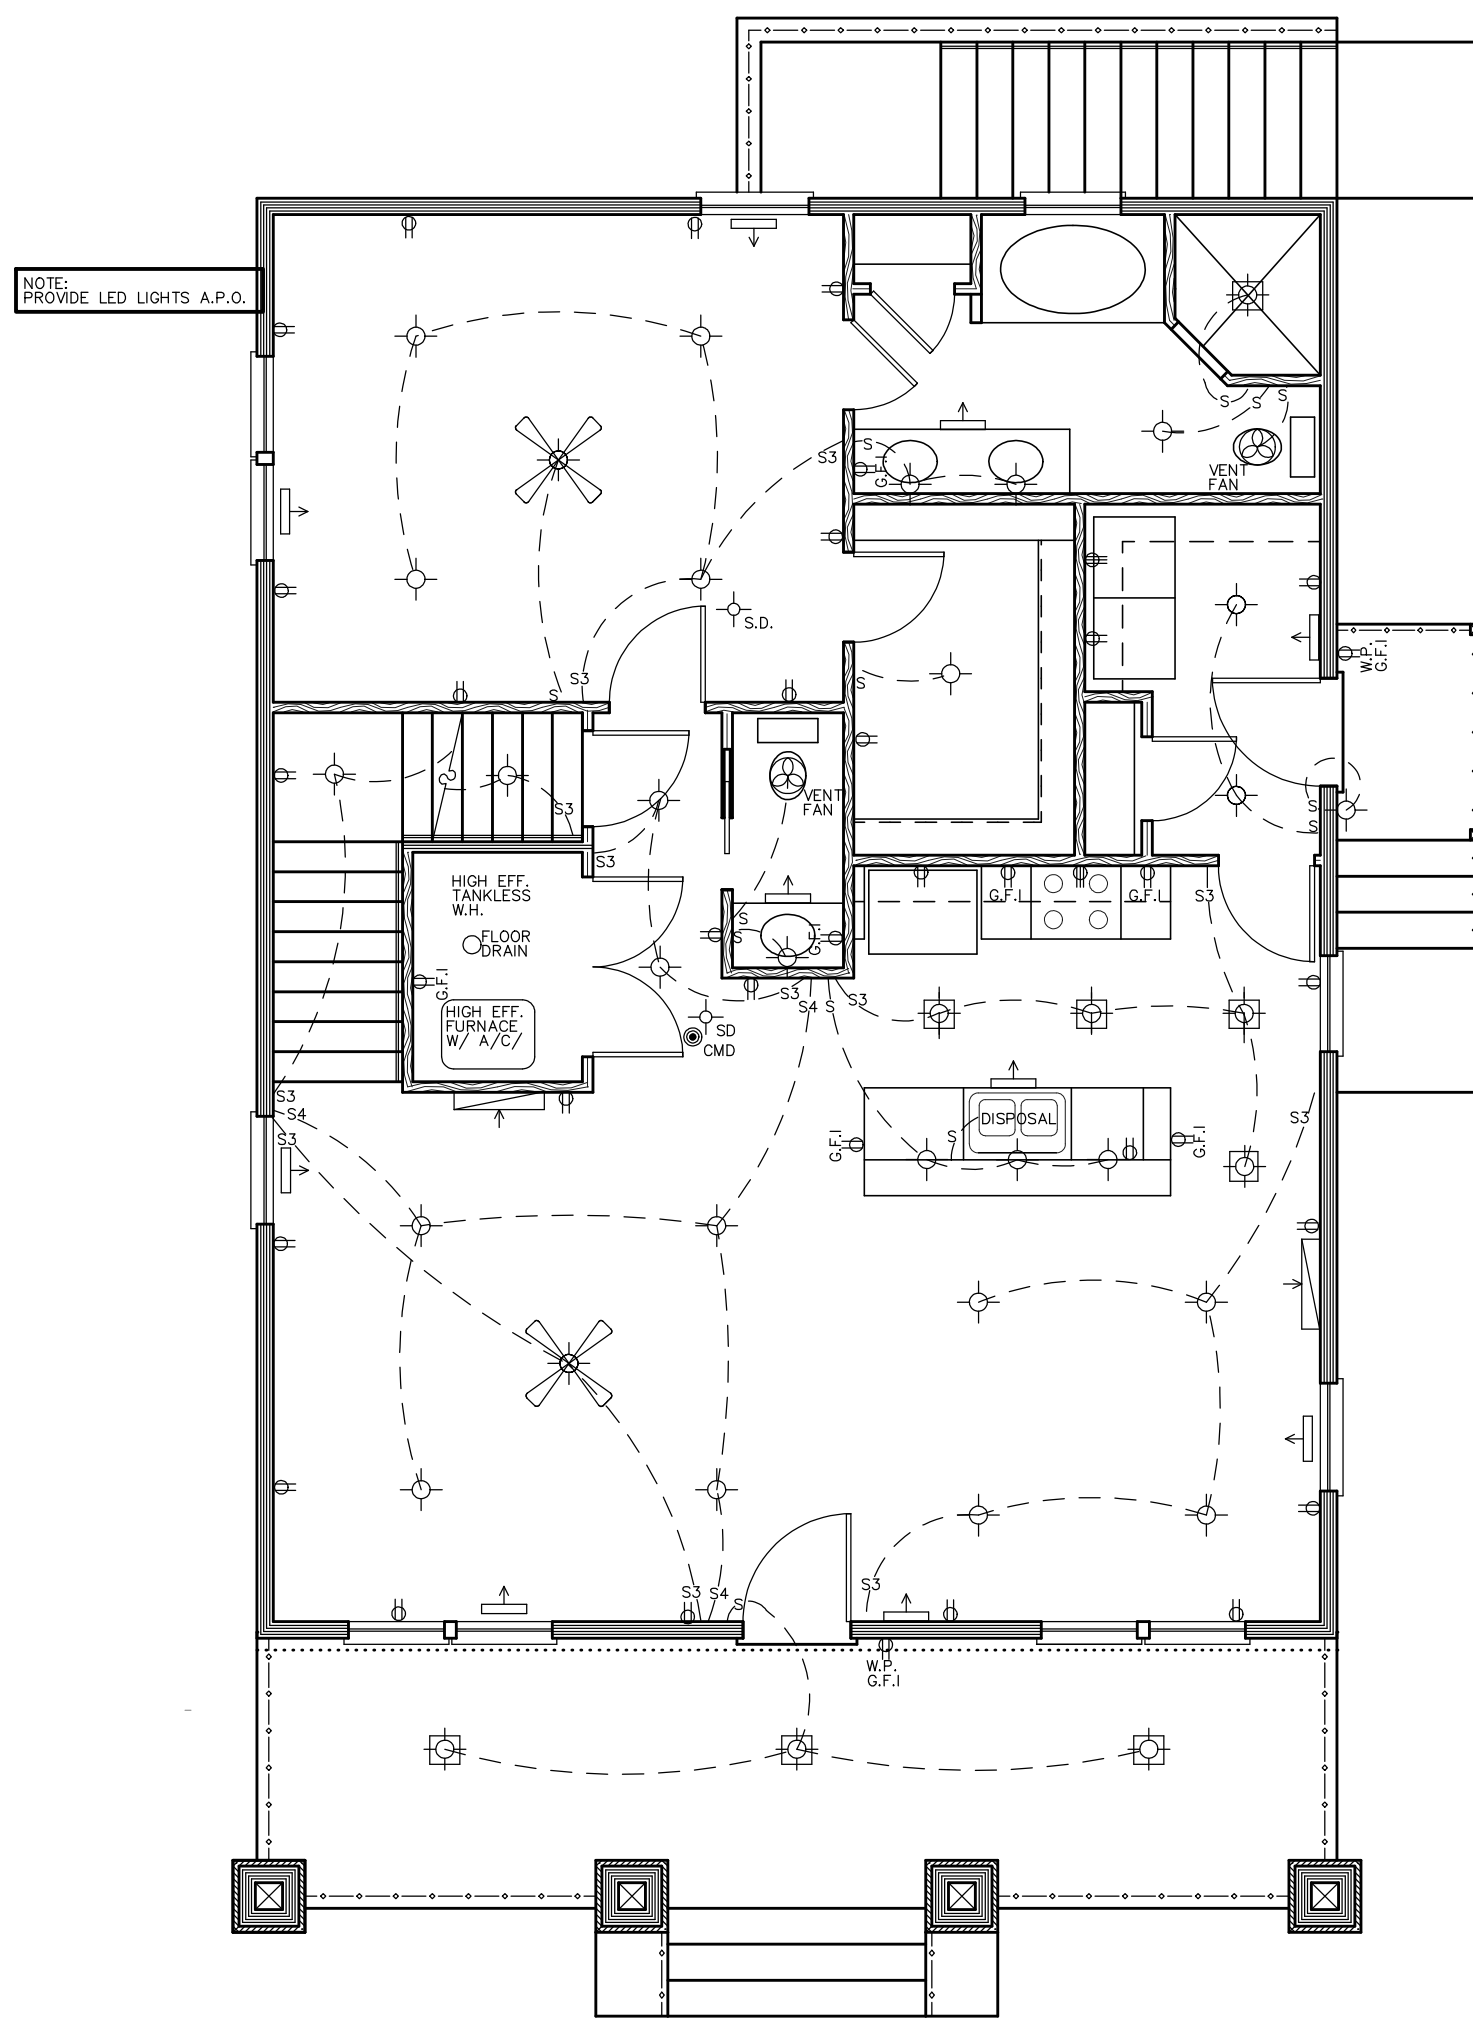 NOTE:
PROVIDE LED LIGHTS A.P.O.
S
S
S
S
S3
G.F.I
VENT
FAN
S.D.
S3
S
S
W.P.
G.F.I
VENT
FAN
S3
S
S
S3
HIGH EFF.
TANKLESS
W.H.
G.F.I
G.F.I
S3
S
S
G.F.I
FLOOR
DRAIN
G.F.I
S3
S4
S
S3
HIGH EFF.
FURNACE
W/ A/C/
SD
CMD
S3
S4
S3
DISPOSAL
S
G.F.I
G.F.I
S3
S3
S3
S4
S
W.P.
G.F.I